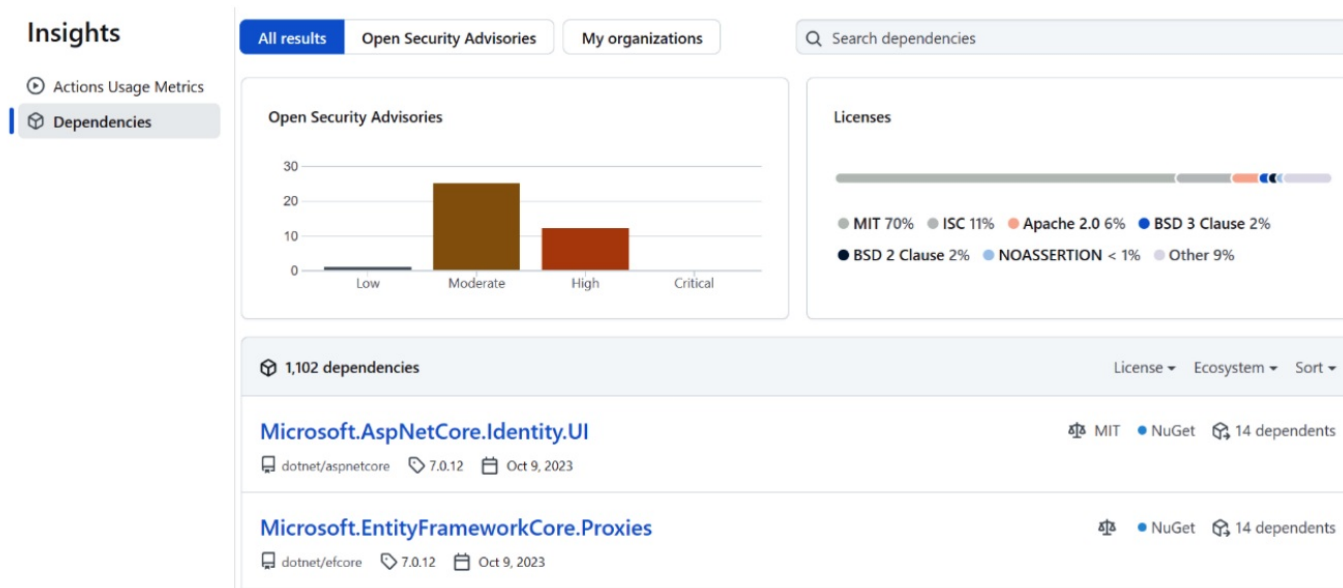 Insights
Actions Usage Metrics
Dependencies
All results Open Security Advisories My organizations
Search dependencies
Open Security Advisories
30
20
10
0
Low Moderate High Critical
Licenses
MIT 70% ISC 11% Apache 2.0 6% BSD 3 Clause 2%
BSD 2 Clause 2% NOASSERTION < 1% Other 9%
1,102 dependencies
License Ecosystem Sort
Microsoft.AspNetCore.Identity.UI
MIT NuGet 14 dependents
dotnet/aspnetcore 7.0.12 Oct 9, 2023
Microsoft.EntityFrameworkCore.Proxies
NuGet 14 dependents
dotnet/efcore 7.0.12 Oct 9, 2023